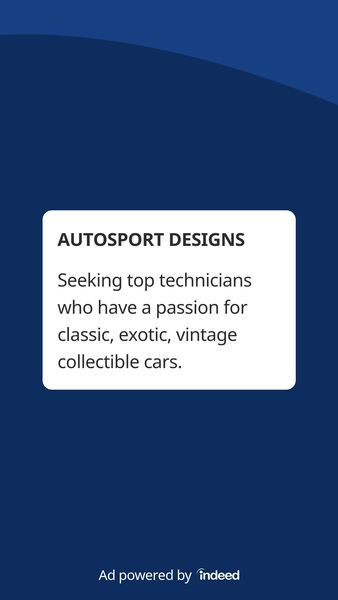 AUTOSPORT DESIGNS
Seeking top technicians
who have a passion for
classic, exotic, vintage
collectible cars.
Ad powered by indeed